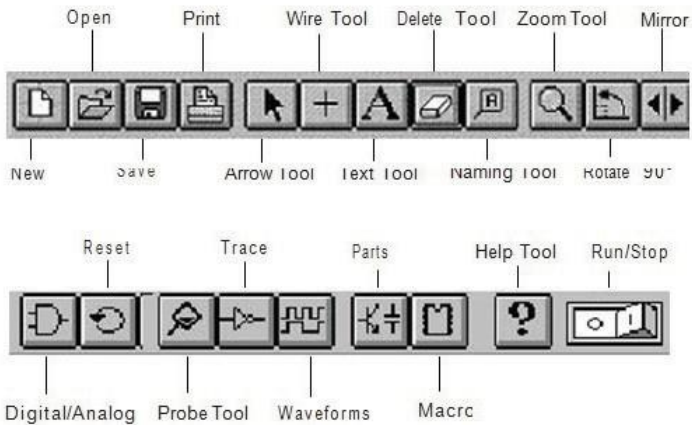 Open Print Wire Tool Delete Tool Zoom Tool Mirror
A
A
New Save Arrow Tool Text Tool Naming Tool Rotate 90°
Reset Trace Parts Help Tool Run/Stop
?
Digital/Analog Probe Tool Waveforms Macro